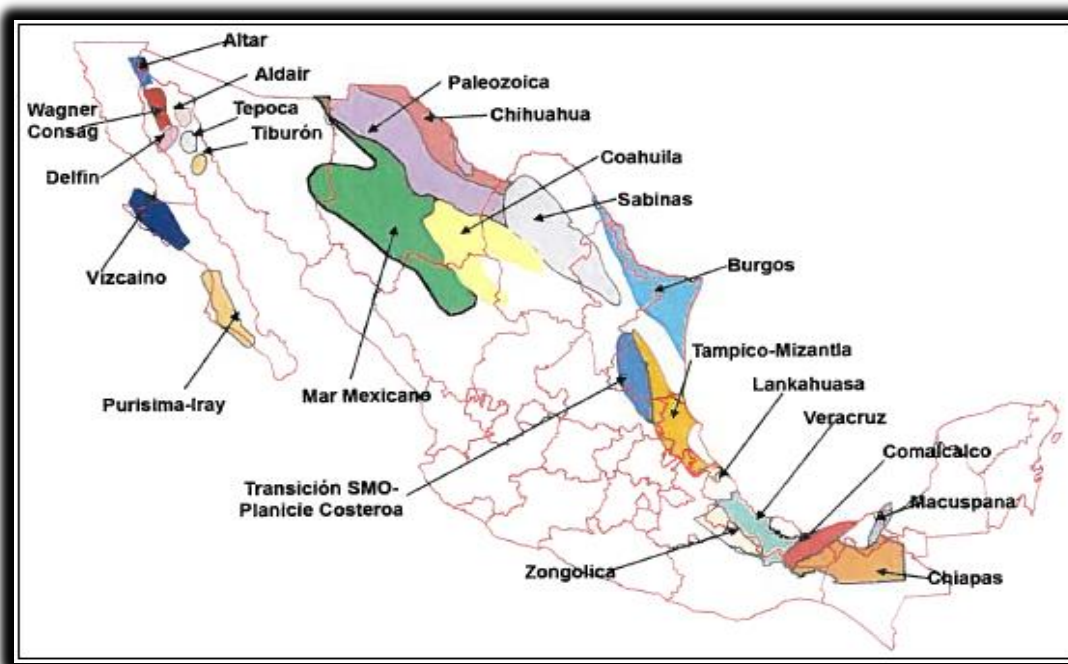 Altar
Aldair
Paleozoica
Wagner
Consag
Tepoca
Chihuahua
Tiburón
Coahuila
Delfin
Sabinas
Burgos
Vizcaino
Tampico-Mizantla
Lankahuasa
Purisima-Iray
Mar Mexicano
Veracruz
Comalcalco
Transición SMO-
Planicie Costeroa
Macuspana
Zongolica
Chiapas